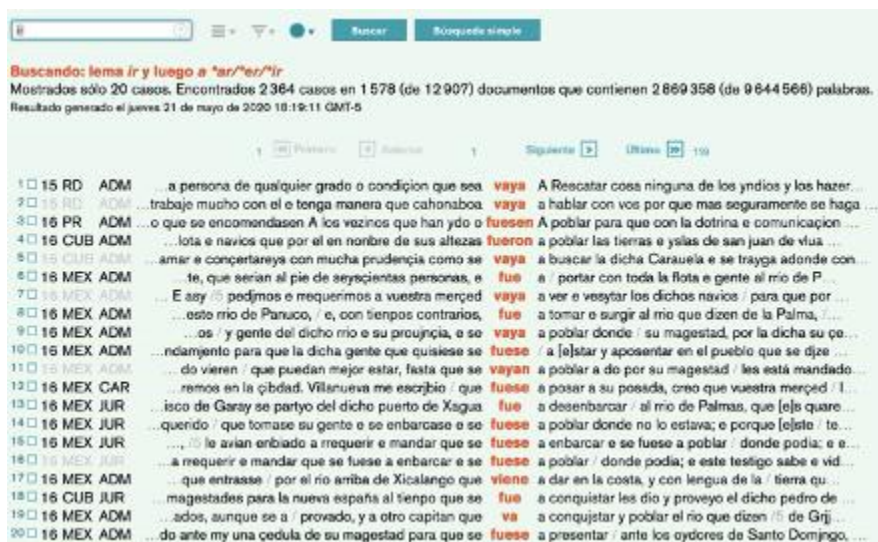 ir
Buscar Búsqueda simple
Buscando: lema ir y luego a *ar/*er/*ir
Mostrados sólo 20 casos. Encontrados 2 364 casos en 1 578 (de 12 907) documentos que contienen 2 869 358 (de 9 644 566) palabras.
Resultado generado el jueves 21 de mayo de 2020 18:19:11 GMT-5
1 Primero Anterior 1 Siguiente Último 119
1 15 RD ADM ...a persona de qualquier grado o condiçion que sea vaya A Rescatar cosa ninguna de los yndios y los hazer...
2 15 RD ADM ...trabaje mucho con el e tenga manera que cahonaboa vaya a hablar con vos por que mas seguramente se haga ...
3 16 PR ADM ...o que se encomendasen A los vezinos que han ydo o fuesen A poblar para que con la dotrina e comunicaçion
4 16 CUB ADM ...lota e navios que por el en nonbre de sus altezas fueron a poblar las tierras e yslas de san juan de vlua ...
5 16 CUB ADM ...amar e conçertareys con mucha prudençia como se vaya a buscar la dicha Carauela e se trayga adonde con...
6 16 MEX ADM ...te, que serian al pie de seysçientas personas, e fue a / portar con toda la flota e gente al rrio de P...
7 16 MEX ADM ... E asy /5 pedjmos e rrequerimos a vuestra merçed vaya a ver e vesytar los dichos navios / para que por ...
8 16 MEX ADM ...este rrio de Panuco, / e, con tienpos contrarios, fue a tomar e surgir al rrio que dizen de la Palma, /...
9 16 MEX ADM ...os / y gente del dicho rrio e su proujnçia, e se vaya a poblar donde / su magestad, por la dicha su çe...
10 16 MEX ADM ...ndamjento para que la dicha gente que quisiese se fuese / a [e]star y aposentar en el pueblo que se djze ...
11 16 MEX ADM ... do vieren / que puedan mejor estar, fasta que se vayan a poblar a do por su magestad / les está mandado...
12 16 MEX CAR ...remos en la çibdad. Villanueva me escrjbio / que fuese a posar a su posada, creo que vuestra merçed / l...
13 16 MEX JUR ...isco de Garay se partyo del dicho puerto de Xagua fue a desenbarcar / al rrio de Palmas, que [e]s quare...
14 16 MEX JUR ...querido / que tomase su gente e se enbarcase e se fuese a poblar donde no lo estava; e porque [e]ste / te...
15 16 MEX JUR ..., /5 le avian enbiado a rrequerir e mandar que se fuese a enbarcar e se fuese a poblar / donde podia; e e...
16 16 MEX JUR ...a rrequerir e mandar que se fuese a enbarcar e se fuese a poblar / donde podia; e este testigo sabe e vid...
17 16 MEX ADM ... que entrasse / por el rio arriba de Xicalango que viene a dar en la costa, y con lengua de la / tierra qu...
18 16 CUB JUR ...magestades para la nueva españa al tienpo que se fue a conquistar les dio y proveyo el dicho pedro de ...
19 16 MEX ADM ...ados, aunque se a / provado, y a otro capitan que va a conqujstar y poblar el rio que dizen /5 de Grij...
20 16 MEX ADM ...do ante my una çedula de su magestad para que se fuese a presentar / ante los oydores de Santo Domjngo, ...